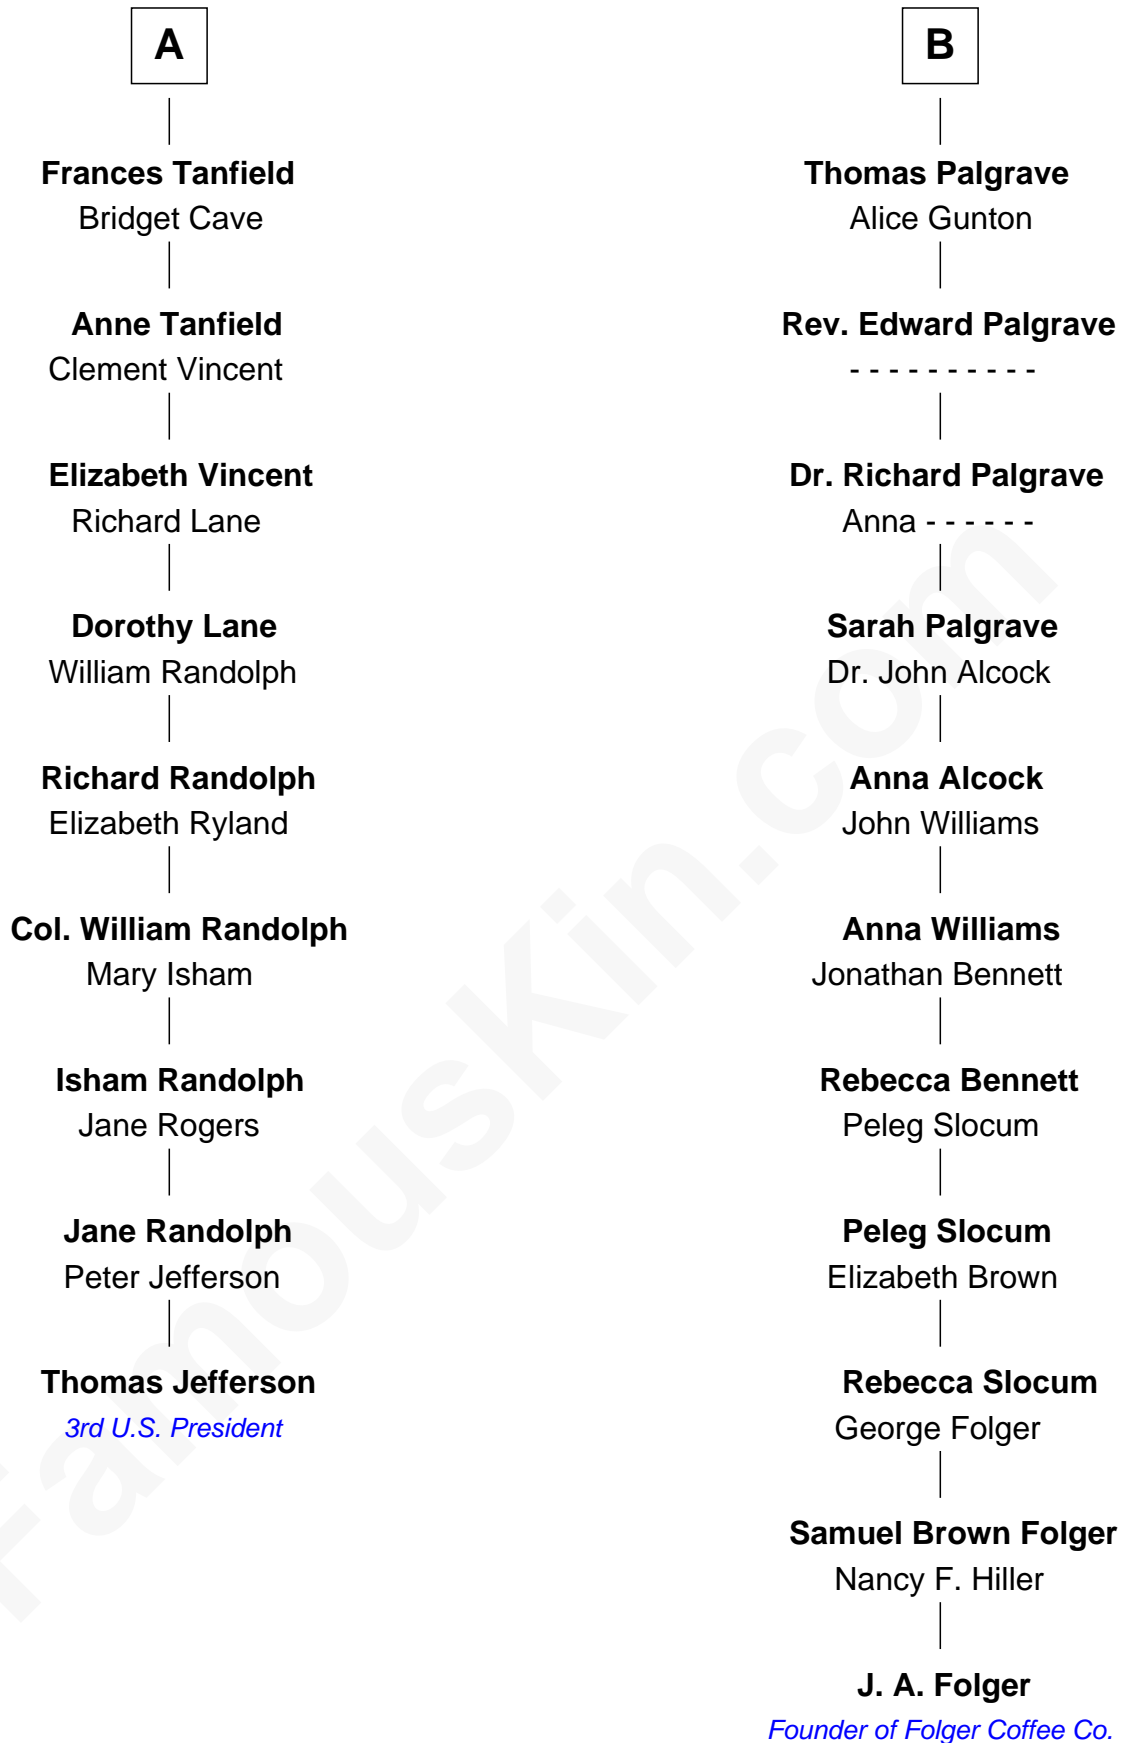 A
Frances Tanfield
Bridget Cave
Anne Tanfield
Clement Vincent
Elizabeth Vincent
Richard Lane
Dorothy Lane
William Randolph
Richard Randolph
Elizabeth Ryland
Col. William Randolph
Mary Isham
Isham Randolph
Jane Rogers
Jane Randolph
Peter Jefferson
Thomas Jefferson
3rd U.S. President
B
Thomas Palgrave
Alice Gunton
Rev. Edward Palgrave
- - - - - - - - - -
Dr. Richard Palgrave
Anna - - - - - -
Sarah Palgrave
Dr. John Alcock
Anna Alcock
John Williams
Anna Williams
Jonathan Bennett
Rebecca Bennett
Peleg Slocum
Peleg Slocum
Elizabeth Brown
Rebecca Slocum
George Folger
Samuel Brown Folger
Nancy F. Hiller
J. A. Folger
Founder of Folger Coffee Co.
FamousKin.com